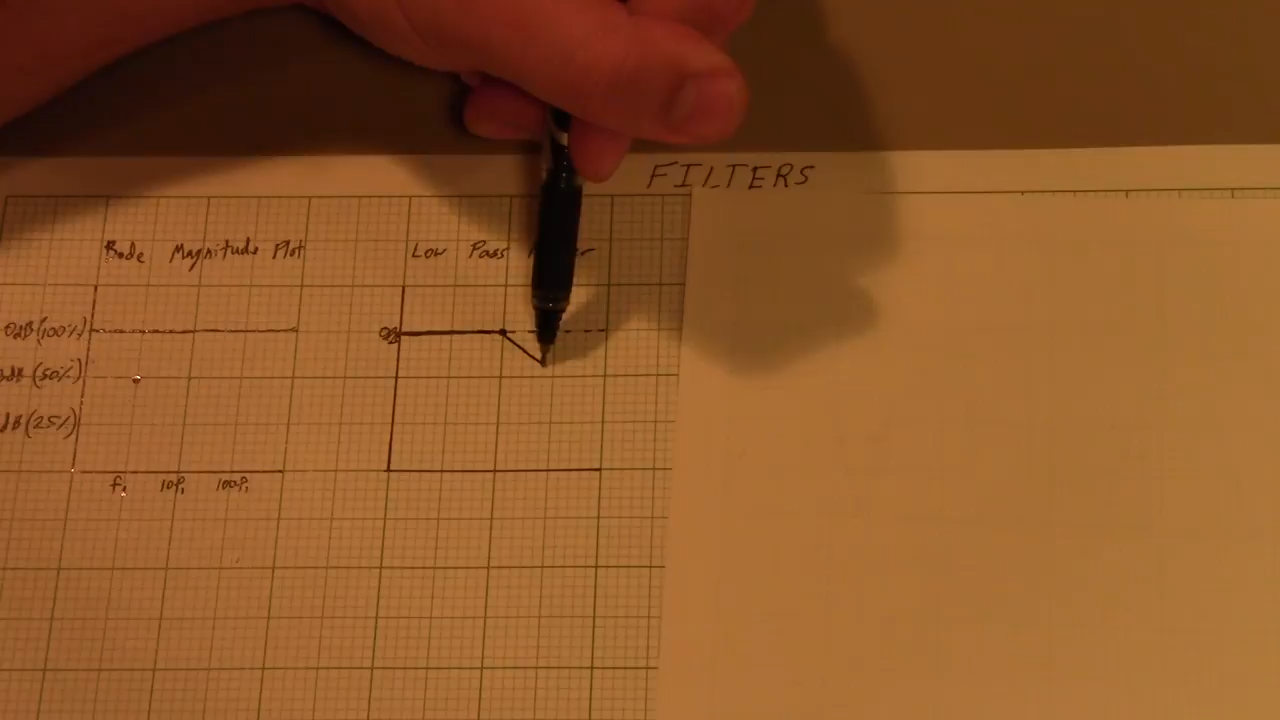 FILTERS
Bode Magnitude Plot
Low Pass
0dB(100%)
(50%)
dB(25%)
f₁ 10f₁ 100f₁